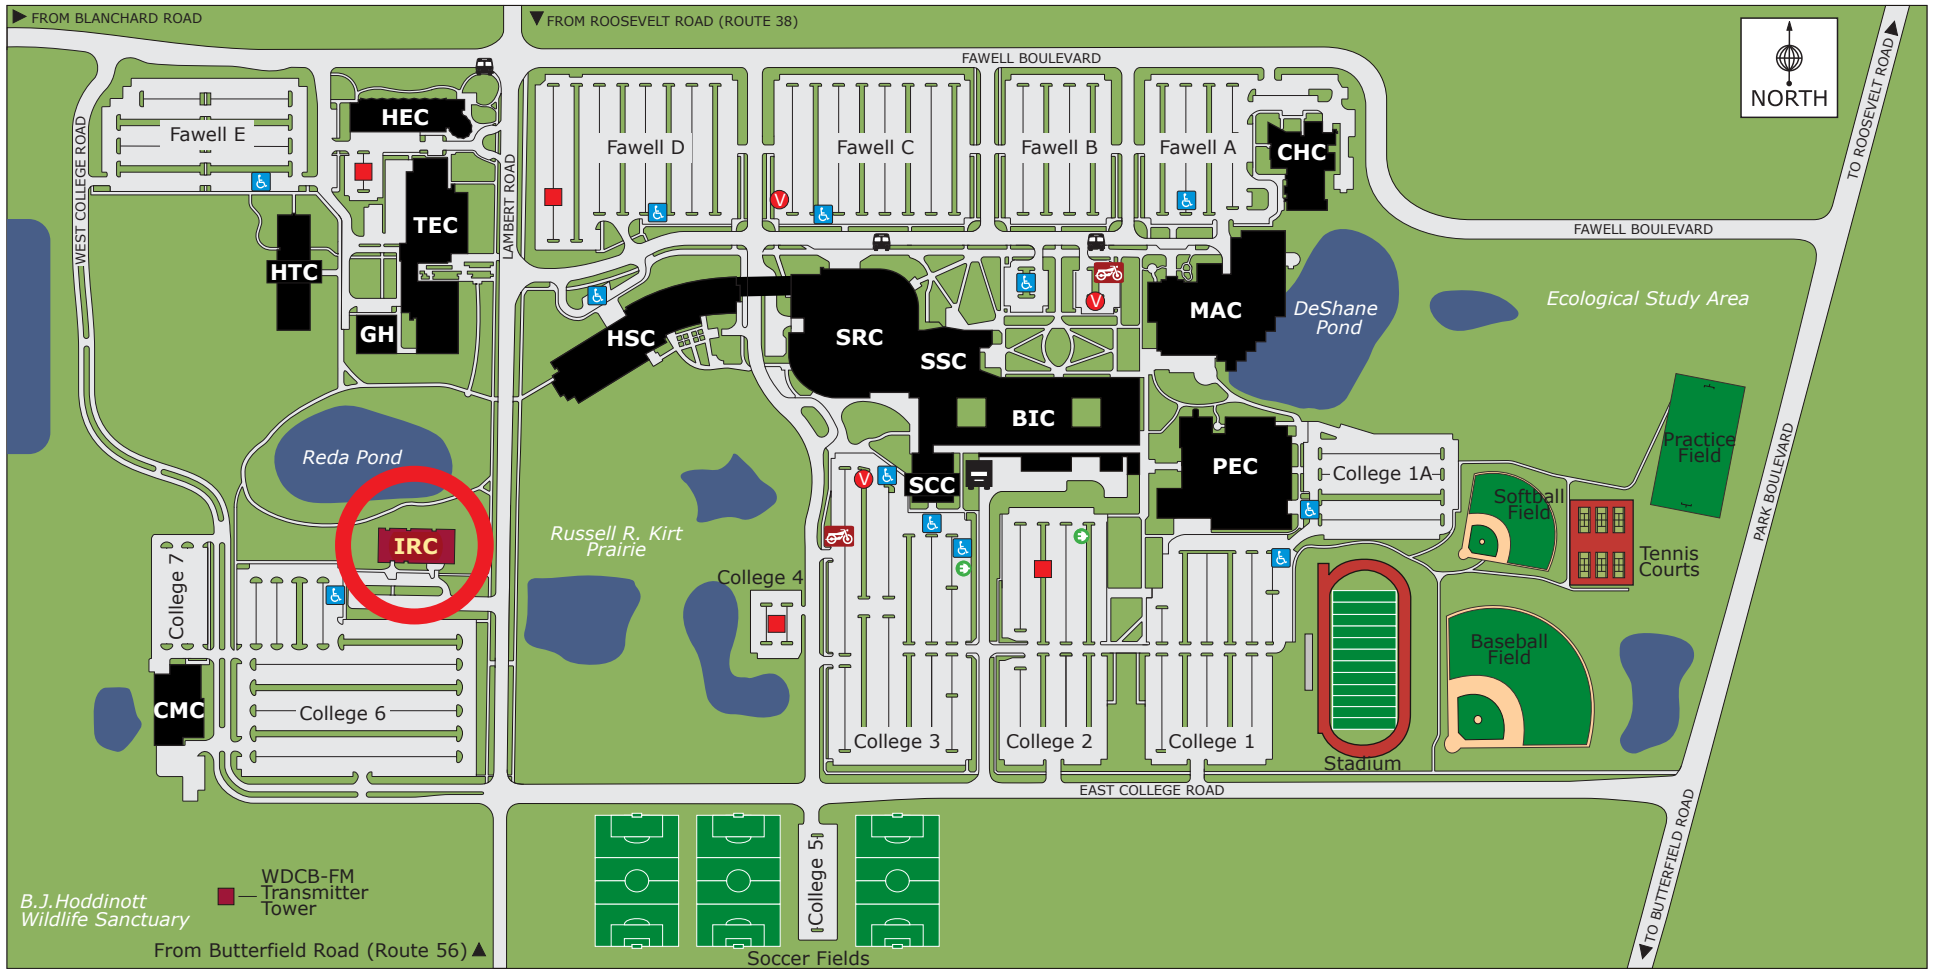 FROM BLANCHARD ROAD
FROM ROOSEVELT ROAD (ROUTE 38)
FAWELL BOULEVARD
TO ROOSEVELT ROAD
NORTH
WEST COLLEGE ROAD
Fawell E
HEC
LAMBERT ROAD
Fawell D
Fawell C
Fawell B
Fawell A
CHC
V
TEC
HTC
GH
FAWELL BOULEVARD
HSC
SRC
SSC
V
MAC
DeShane
Pond
Ecological Study Area
BIC
Reda Pond
PEC
College 1A
Practice
Field
PARK BOULEVARD
V
SCC
Softball
Field
IRC
Russell R. Kirt
Prairie
Tennis
Courts
College 7
College 4
Baseball
Field
CMC
College 6
College 3
College 2
College 1
Stadium
EAST COLLEGE ROAD
TO BUTTERFIELD ROAD
College 5
WDCB-FM
Transmitter
Tower
B.J.Hoddinott
Wildlife Sanctuary
From Butterfield Road (Route 56)
Soccer Fields